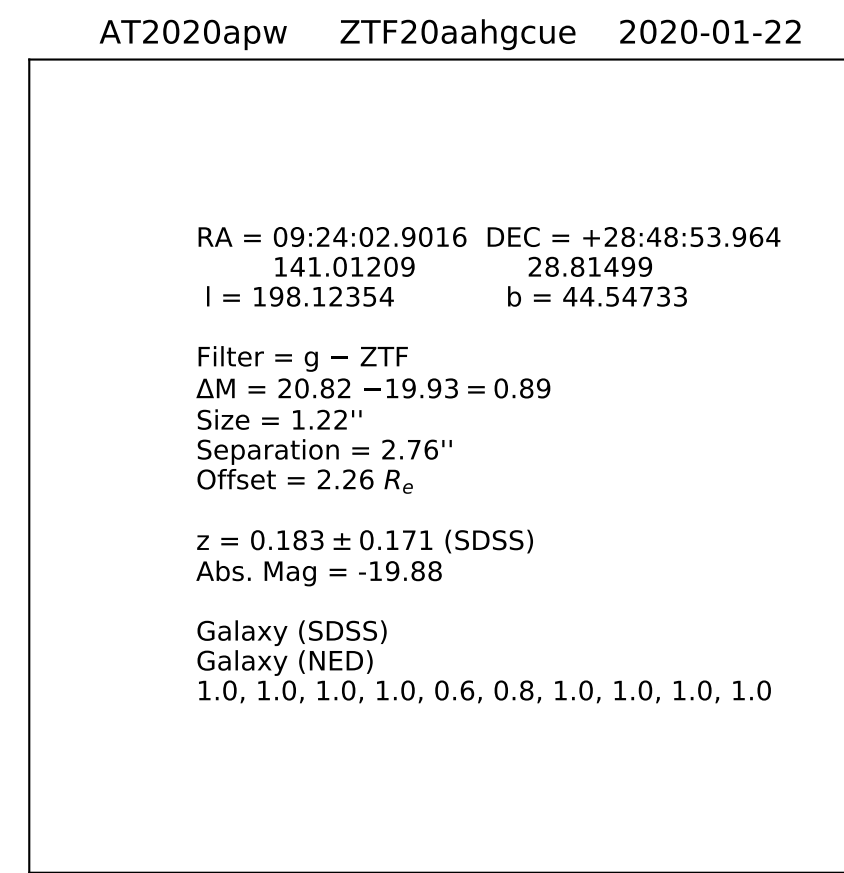 AT2020apw ZTF20aahgcue 2020-01-22
RA = 09:24:02.9016 DEC = +28:48:53.964
141.01209 28.81499
l = 198.12354 b = 44.54733
Filter = g − ZTF
ΔM = 20.82 −19.93 = 0.89
Size = 1.22''
Separation = 2.76''
Offset = 2.26 Re
z = 0.183 ± 0.171 (SDSS)
Abs. Mag = -19.88
Galaxy (SDSS)
Galaxy (NED)
1.0, 1.0, 1.0, 1.0, 0.6, 0.8, 1.0, 1.0, 1.0, 1.0